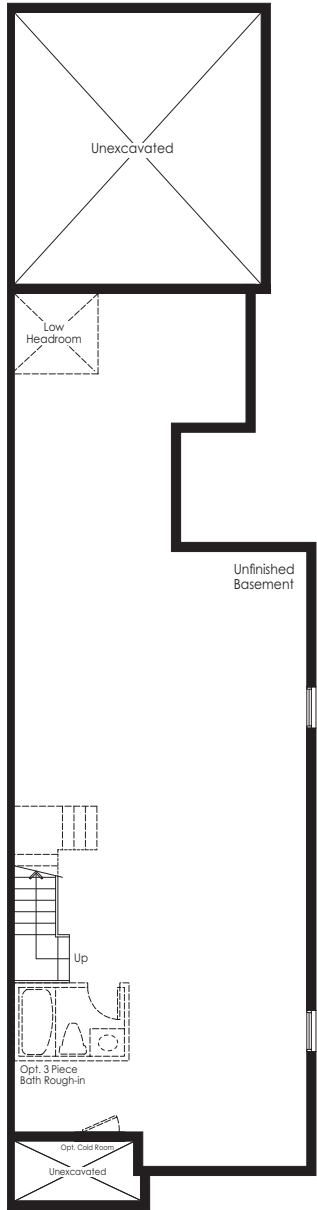 Unexcavated
Low
Headroom
Unfinished
Basement
Up
Opt. 3 Piece
Bath Rough-in
Opt. Cold Room
Unexcavated